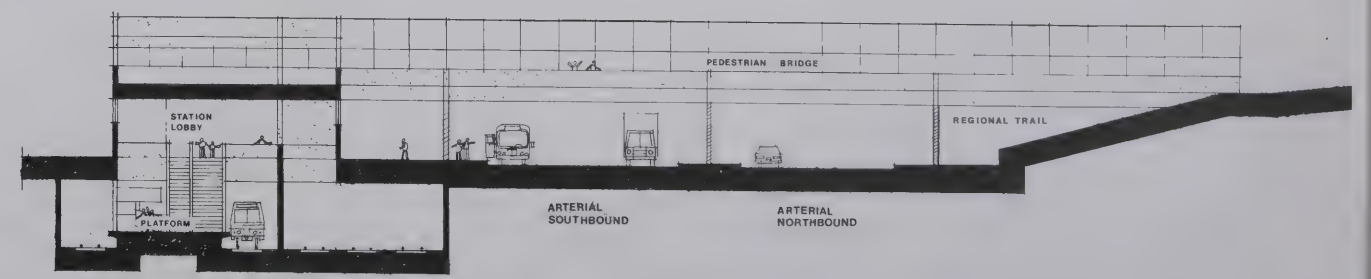 PEDESTRIAN BRIDGE
STATION
LOBBY
REGIONAL TRAIL
PLATFORM
ARTERIAL
SOUTHBOUND
ARTERIAL
NORTHBOUND